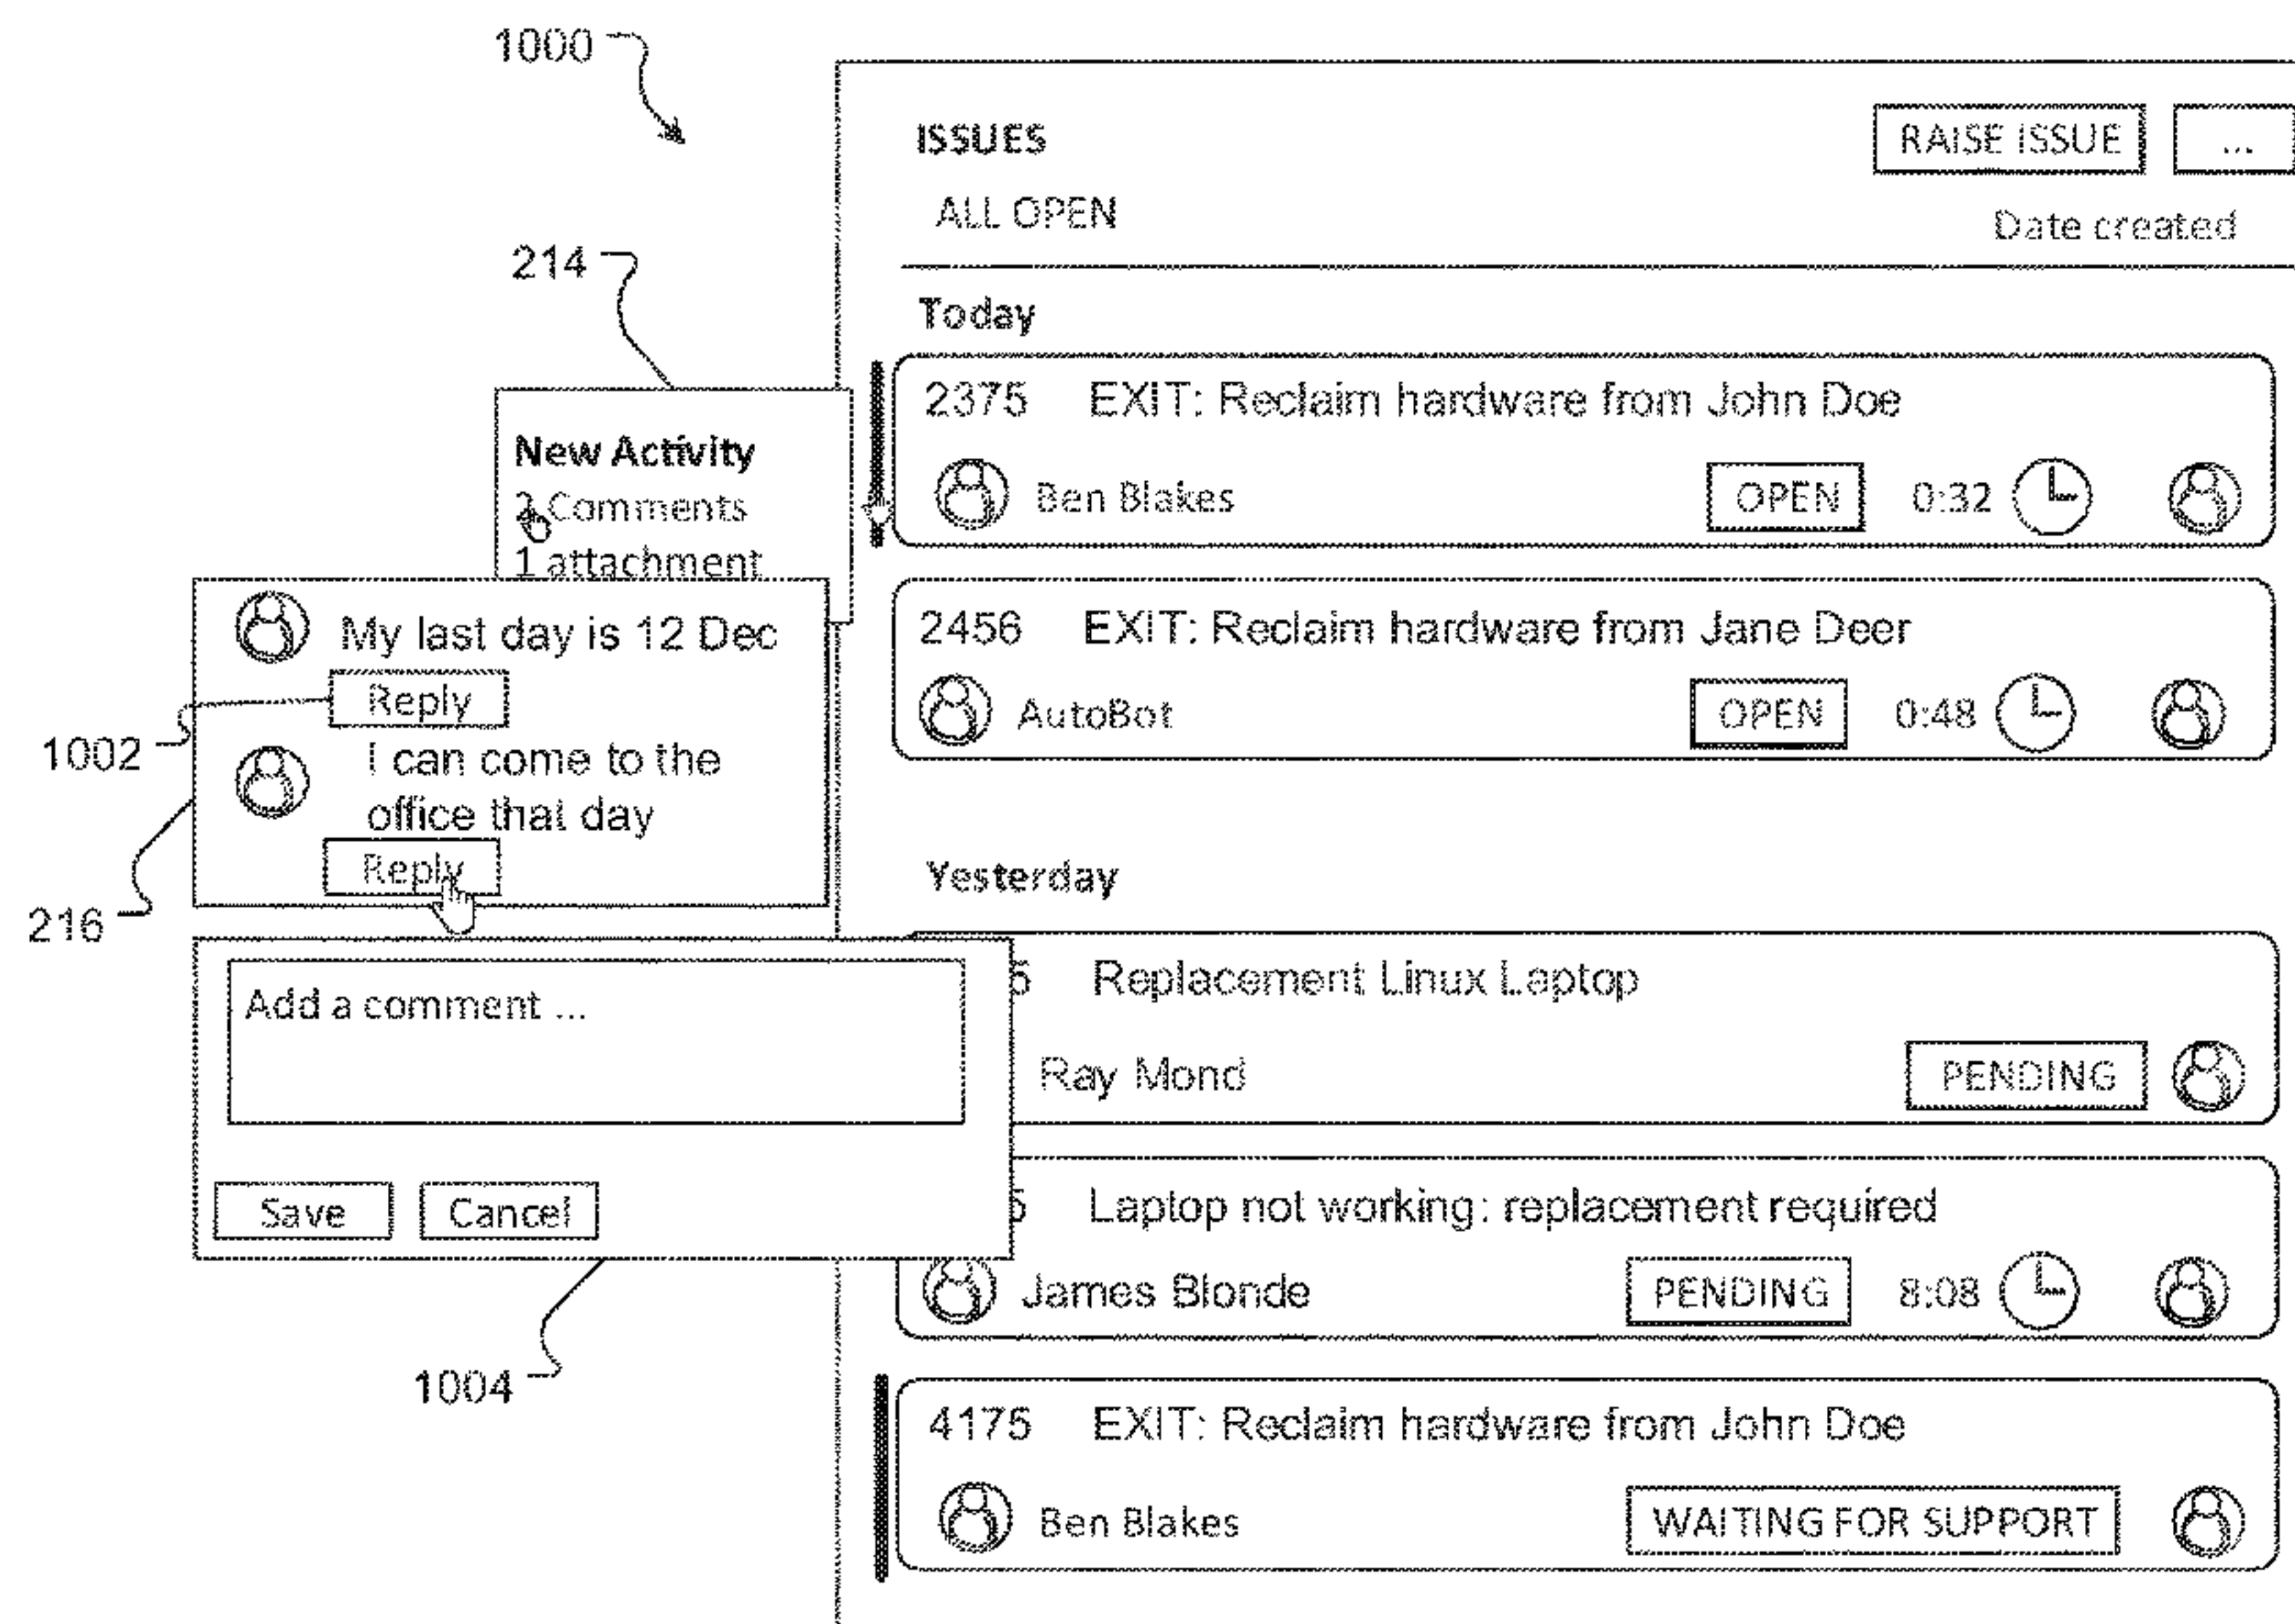 1000
ISSUES
RAISE ISSUE
...
ALL OPEN
Date created
214
Today
2375 EXIT: Reclaim hardware from John Doe
Ben Blakes OPEN 0:32
New Activity
Comments
1 attachment
2456 EXIT: Reclaim hardware from Jane Deer
AutoBot OPEN 0:48
My last day is 12 Dec
Reply
1002
I can come to the
office that day
Reply
216
Yesterday
5 Replacement Linux Laptop
Ray Mond PENDING
Add a comment ...
Save Cancel
5 Laptop not working: replacement required
James Blonde PENDING 8:08
1004
4175 EXIT: Reclaim hardware from John Doe
Ben Blakes WAITING FOR SUPPORT